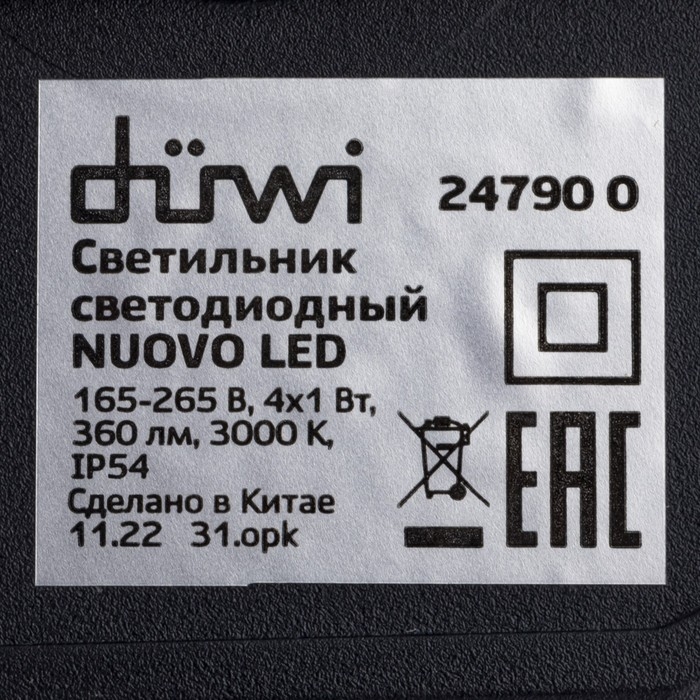 düwi
24790 0
Светильник
светодиодный
NUOVO LED
165-265 В, 4x1 Вт,
360 лм, 3000 К,
IP54
Сделано в Китае
11.22 31.opk
EAC